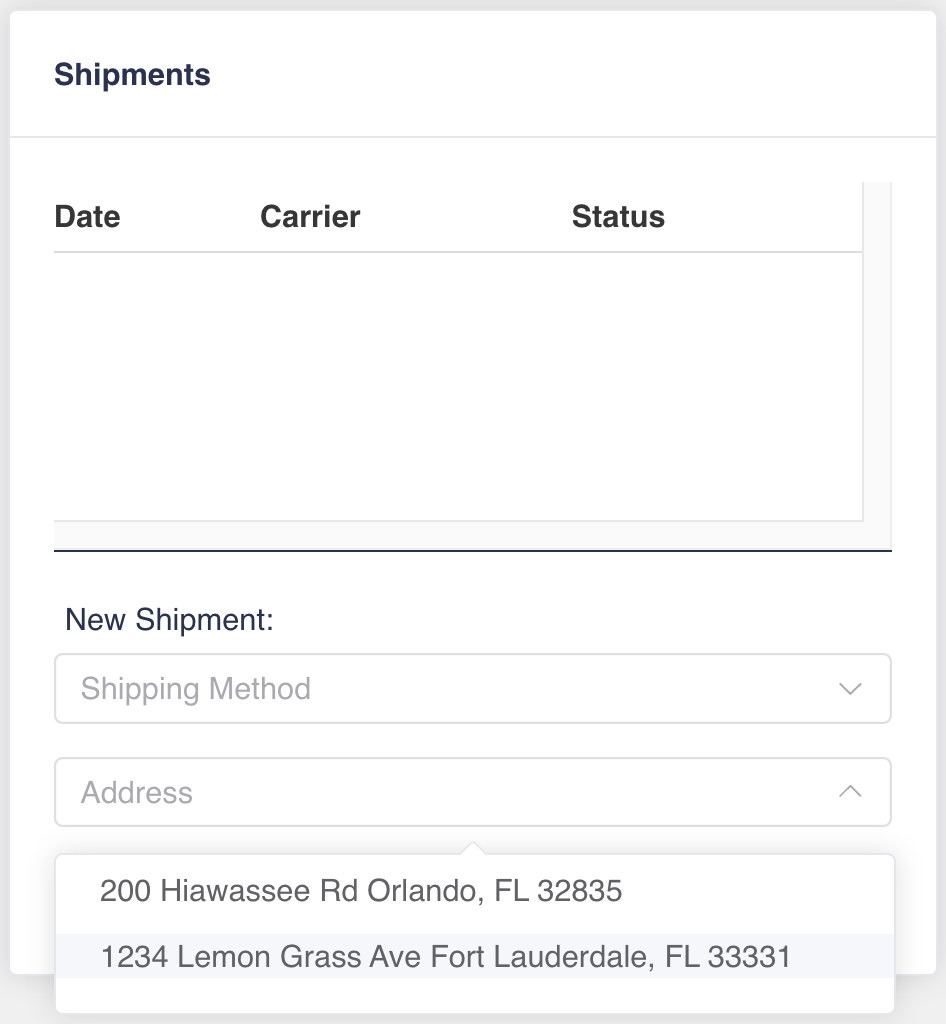 Shipments
Date Carrier Status
New Shipment:
Shipping Method
Address
200 Hiawassee Rd Orlando, FL 32835
1234 Lemon Grass Ave Fort Lauderdale, FL 33331